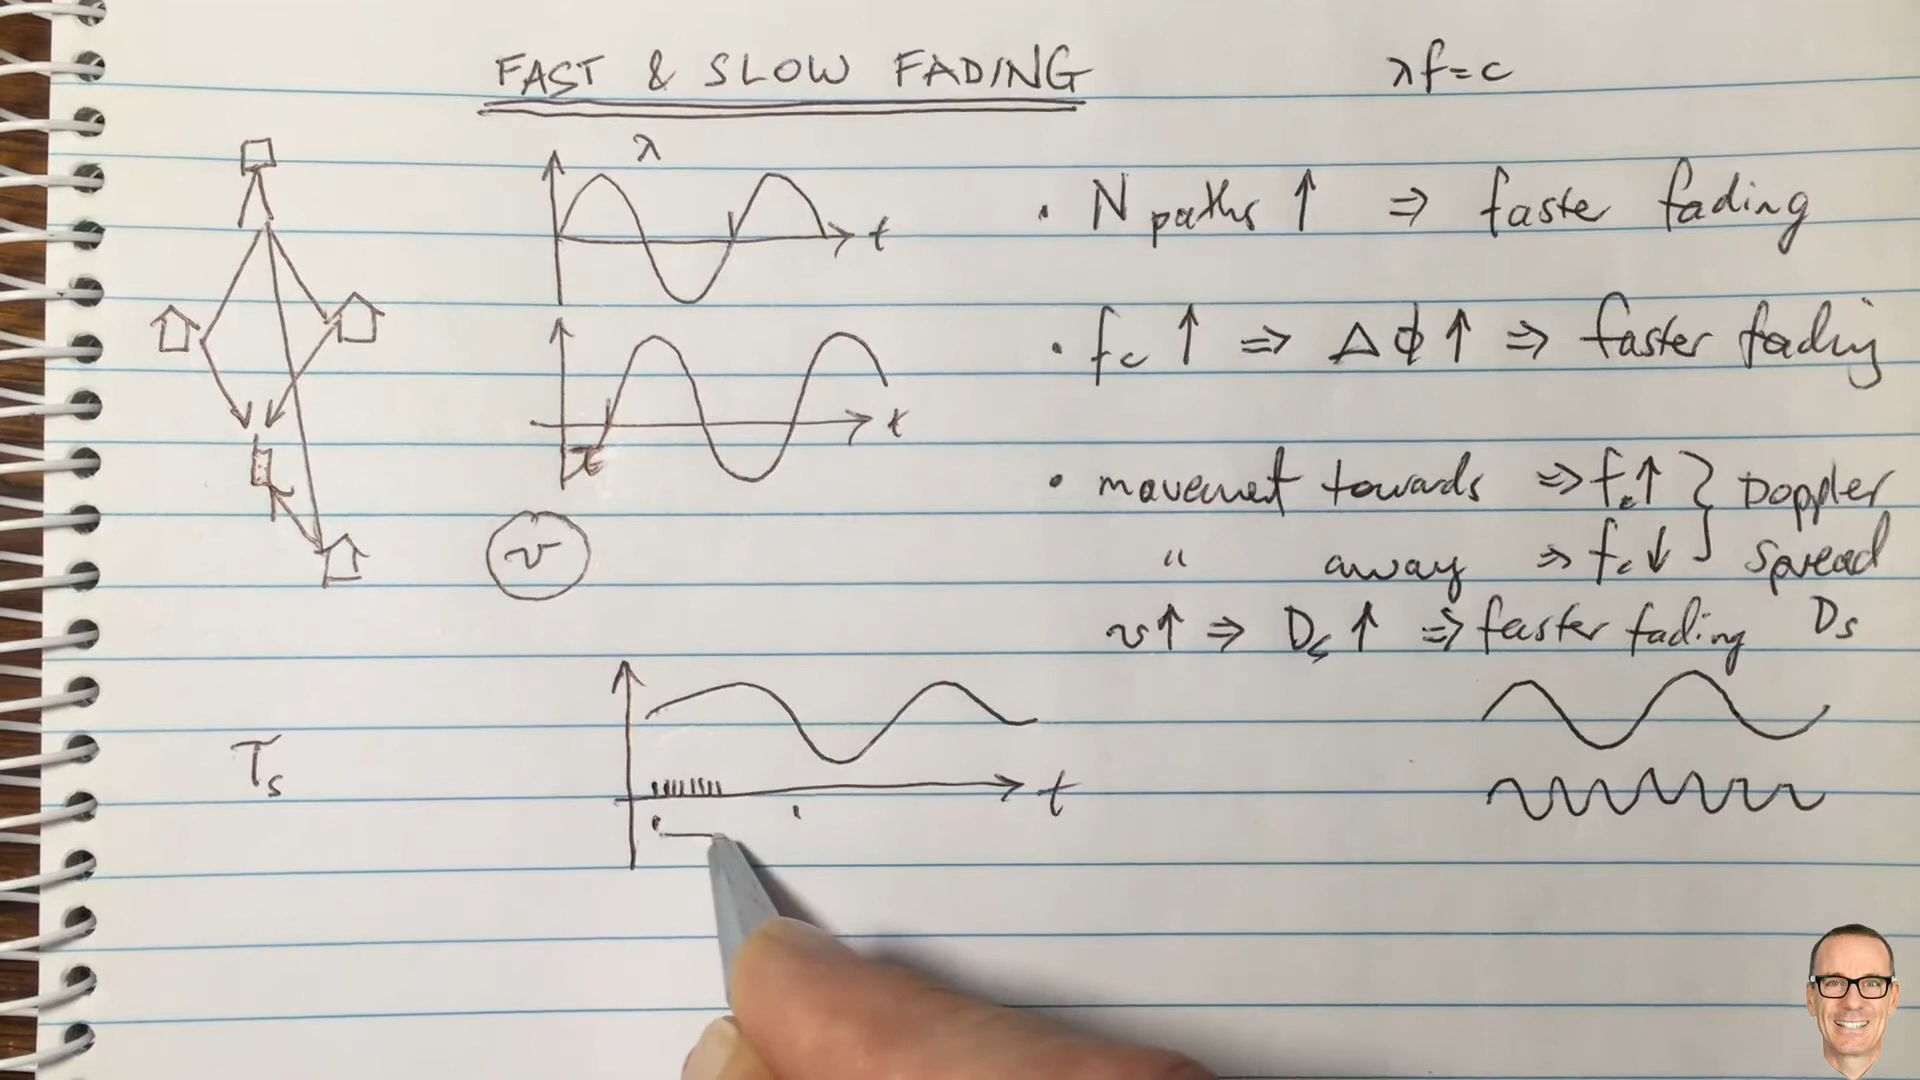 FAST & SLOW FADING
λf=c
λ
t
t
τ
v
• N paths ↑ ⇒ faster fading
• fc ↑ ⇒ Δϕ↑ ⇒ faster fading
• movement towards ⇒ fc↑ } Doppler
" away ⇒ fc↓ spread
v↑ ⇒ Ds↑ ⇒ faster fading Ds
Ts
t